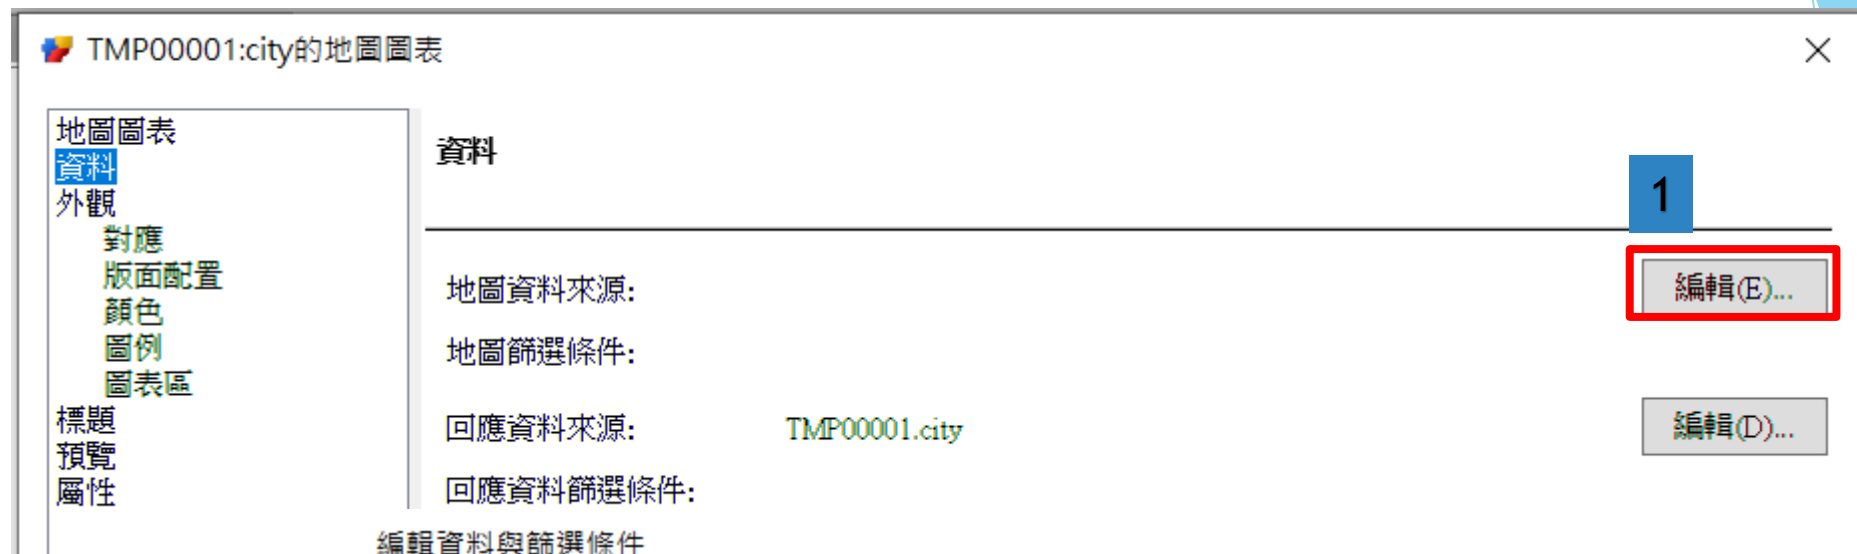 TMP00001:city的地圖圖表
地圖圖表
資料
外觀
對應
版面配置
顏色
圖例
圖表區
標題
預覽
屬性
資料
1
地圖資料來源:
編輯(E)...
地圖篩選條件:
回應資料來源:
TMP00001.city
編輯(D)...
回應資料篩選條件:
編輯資料與篩選條件